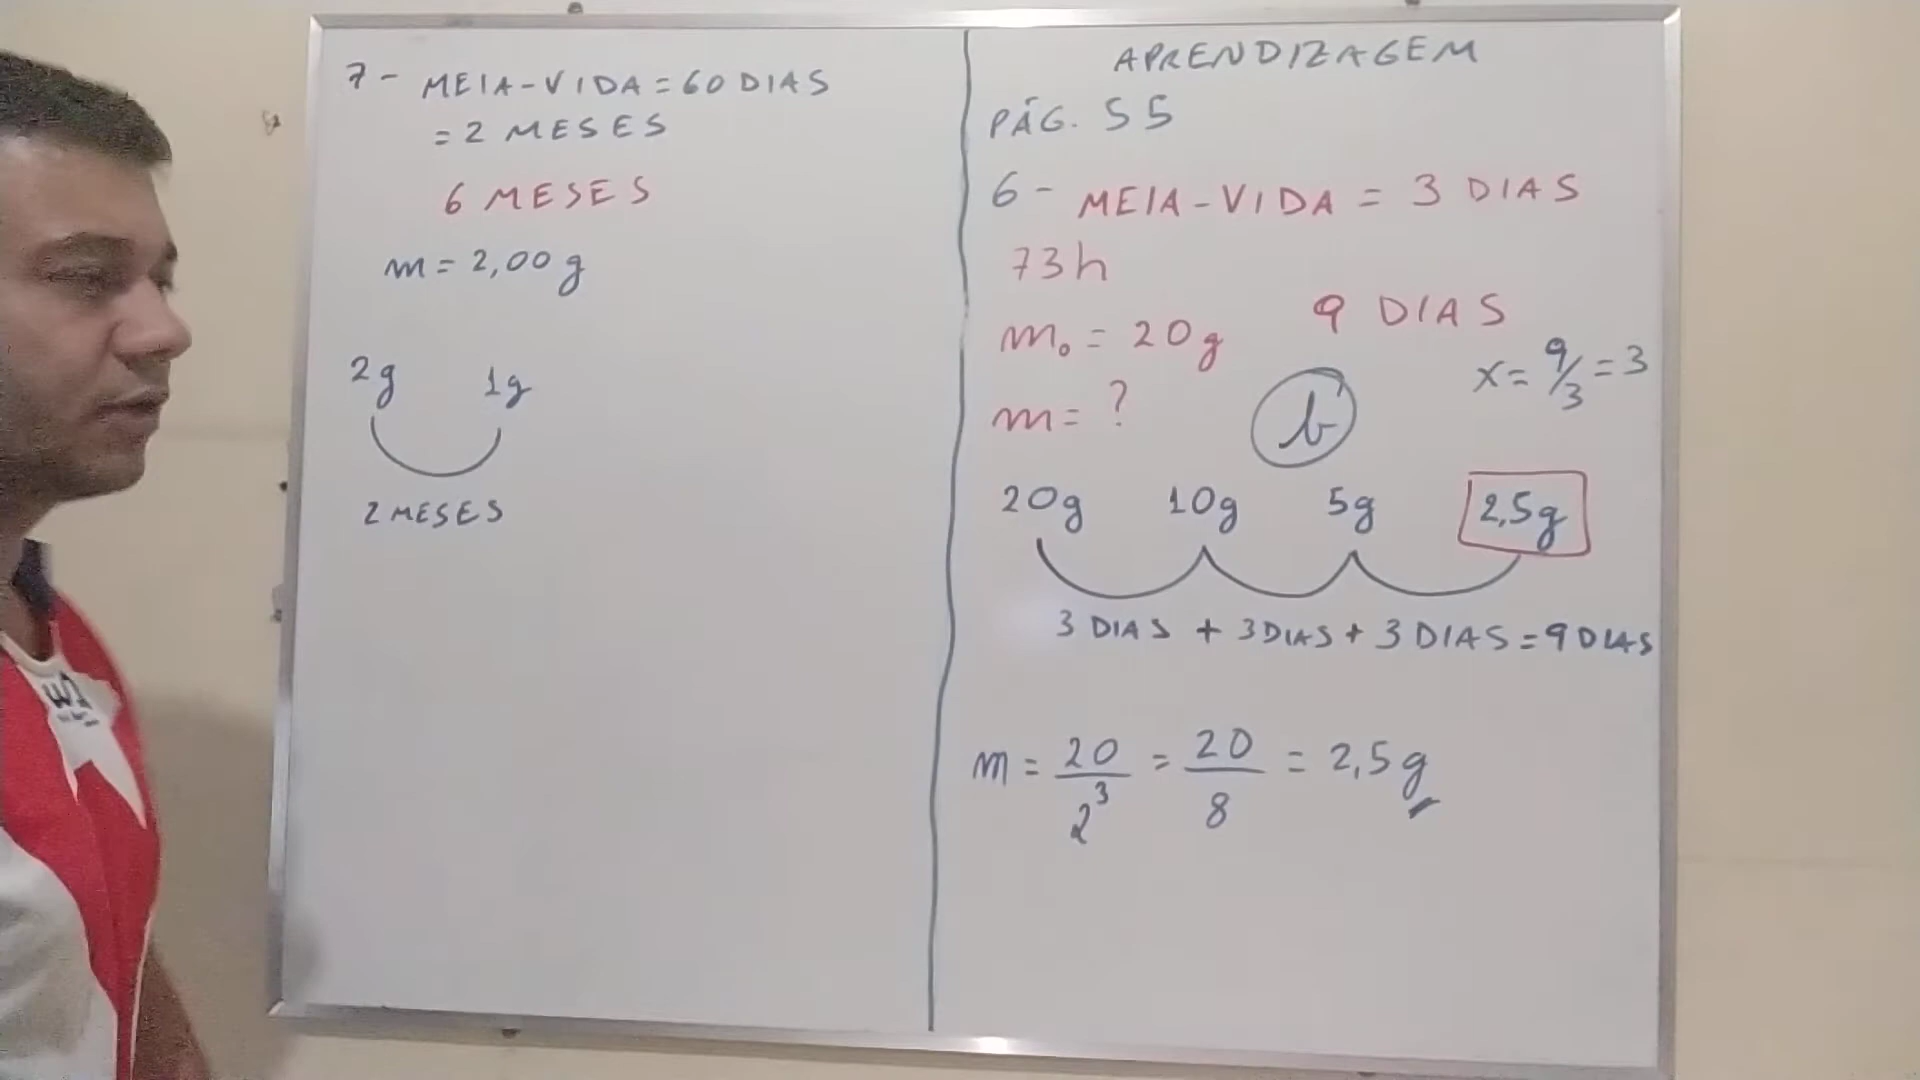 7 - MEIA-VIDA = 60 DIAS
= 2 MESES
6 MESES
m = 2,00 g
2g 1g
2 MESES
APRENDIZAGEM
PÁG. 55
6 - MEIA-VIDA = 3 DIAS
73h
9 DIAS
m₀ = 20g
x = 9/3 = 3
m = ?
b
20g 10g 5g 2,5g
3 DIAS + 3 DIAS + 3 DIAS = 9 DIAS
m = 20/2³ = 20/8 = 2,5 g